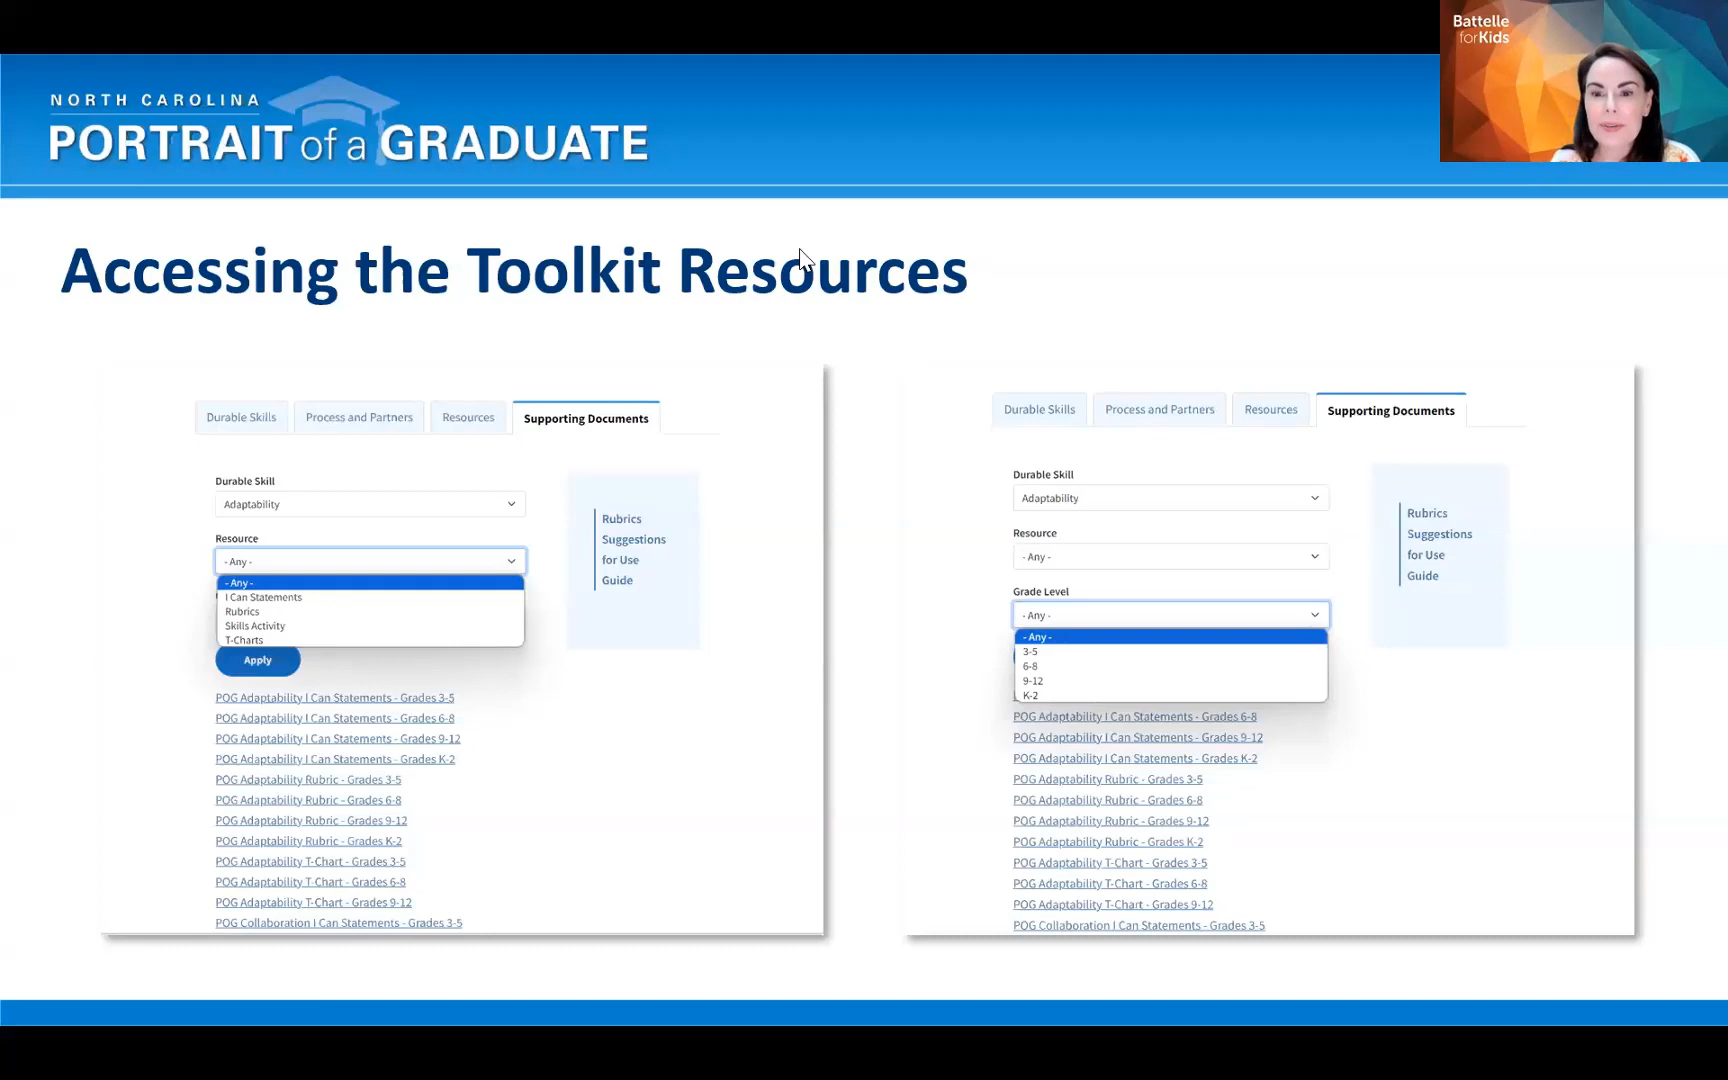 Battelle
for Kids
NORTH CAROLINA
PORTRAIT of a GRADUATE
Accessing the Toolkit Resources
Durable Skills
Process and Partners
Resources
Supporting Documents
Durable Skill
Adaptability
Resource
- Any -
- Any -
I Can Statements
Rubrics
Skills Activity
T-Charts
Apply
Rubrics
Suggestions
for Use
Guide
POG Adaptability I Can Statements - Grades 3-5
POG Adaptability I Can Statements - Grades 6-8
POG Adaptability I Can Statements - Grades 9-12
POG Adaptability I Can Statements - Grades K-2
POG Adaptability Rubric - Grades 3-5
POG Adaptability Rubric - Grades 6-8
POG Adaptability Rubric - Grades 9-12
POG Adaptability Rubric - Grades K-2
POG Adaptability T-Chart - Grades 3-5
POG Adaptability T-Chart - Grades 6-8
POG Adaptability T-Chart - Grades 9-12
POG Collaboration I Can Statements - Grades 3-5
Durable Skills
Process and Partners
Resources
Supporting Documents
Durable Skill
Adaptability
Resource
- Any -
Grade Level
- Any -
- Any -
3-5
6-8
9-12
K-2
Rubrics
Suggestions
for Use
Guide
POG Adaptability I Can Statements - Grades 6-8
POG Adaptability I Can Statements - Grades 9-12
POG Adaptability I Can Statements - Grades K-2
POG Adaptability Rubric - Grades 3-5
POG Adaptability Rubric - Grades 6-8
POG Adaptability Rubric - Grades 9-12
POG Adaptability Rubric - Grades K-2
POG Adaptability T-Chart - Grades 3-5
POG Adaptability T-Chart - Grades 6-8
POG Adaptability T-Chart - Grades 9-12
POG Collaboration I Can Statements - Grades 3-5